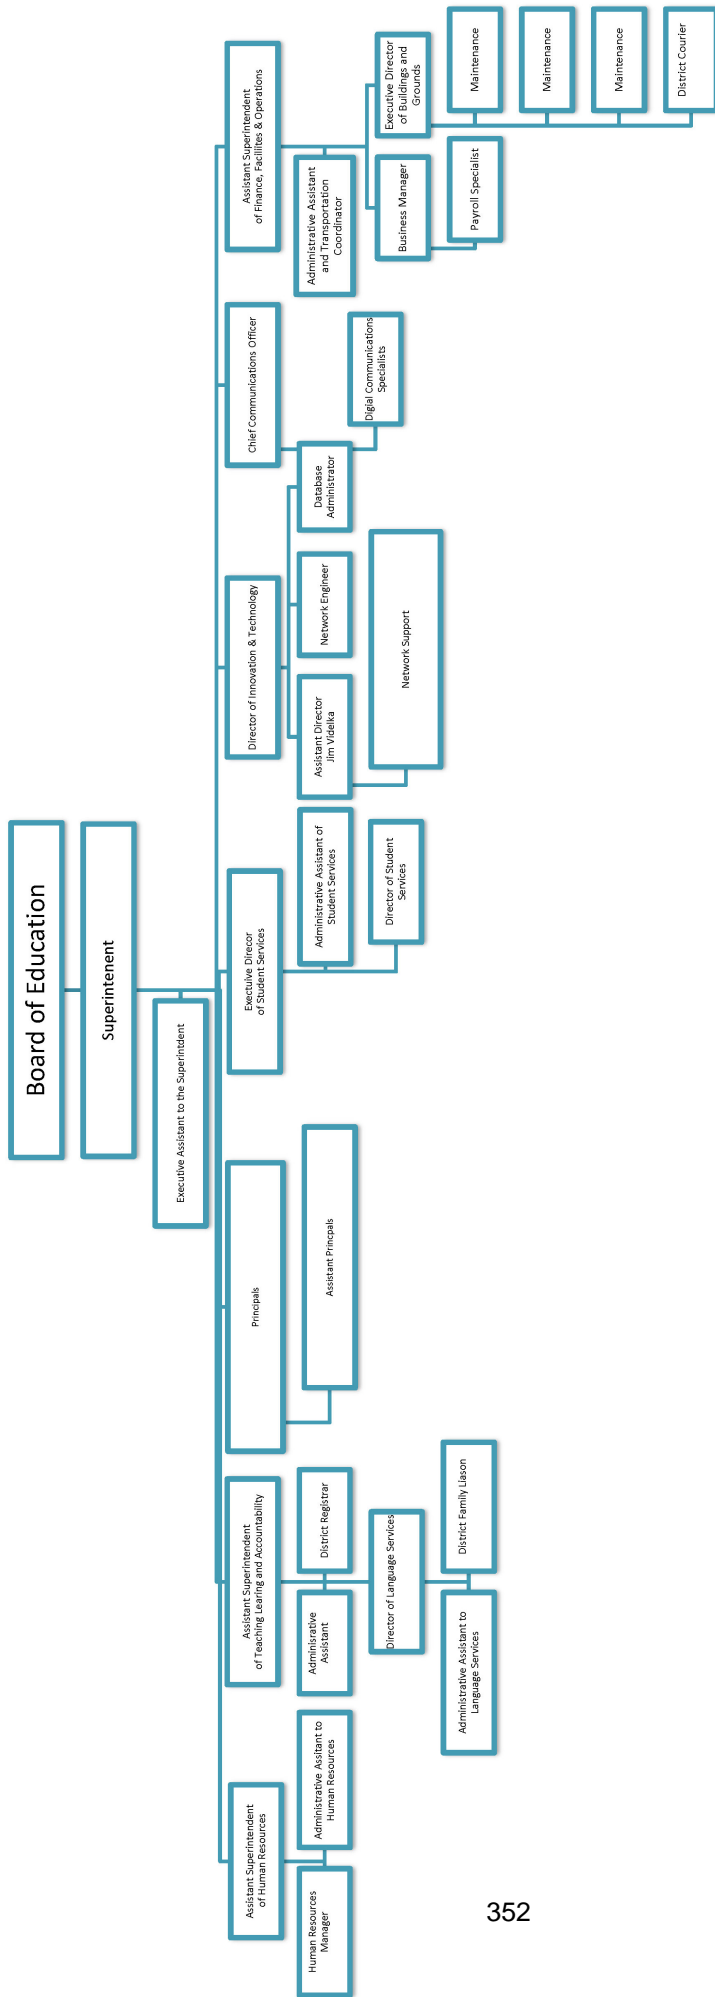 Board of Education
Superintenent
Executive Assistant to the Superintdent
Assistant Superintendent
of Human Resources
Human Resources
Manager
Administrative Assitant to
Human Resources
Assistant Superintendent
of Teaching Learing and Accountability
Adminisrative
Assistant
District Registrar
Director of Language Services
Administrative Assistant to
Language Services
District Family Liason
Principals
Assistant Princpals
Exectuive Direcor
of Student Services
Administrative Assistant of
Student Services
Director of Student
Services
Director of Innovation & Technology
Assistant Director
Jim Videlka
Network Engineer
Database
Administrator
Network Support
Chief Communications Officer
Digial Communications
Specialists
Assistant Superintendent
of Finance, Facliites & Operations
Administrative Assistant
and Transportation
Coordinator
Business Manager
Payroll Specialist
Executive Director
of Buildings and
Grounds
Maintenance
Maintenance
Maintenance
District Courier
352